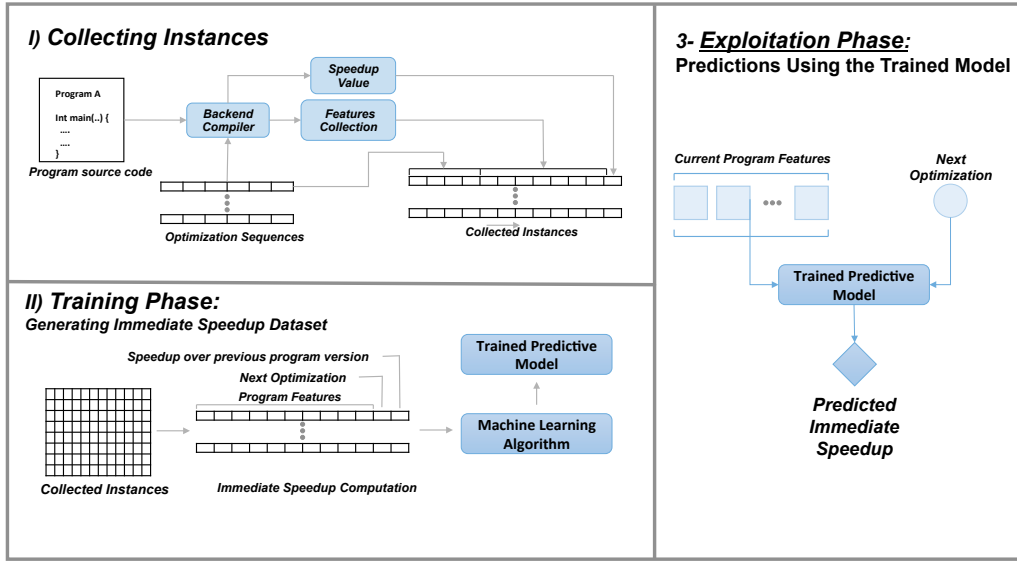 I) Collecting Instances
Program A
Int main(..) {
....
....
}
Program source code
Backend
Compiler
Speedup
Value
Features
Collection
Optimization Sequences
Collected Instances
II) Training Phase:
Generating Immediate Speedup Dataset
Speedup over previous program version
Next Optimization
Program Features
Collected Instances
Immediate Speedup Computation
Trained Predictive
Model
Machine Learning
Algorithm
3- Exploitation Phase:
Predictions Using the Trained Model
Current Program Features
Next
Optimization
Trained Predictive
Model
Predicted
Immediate
Speedup